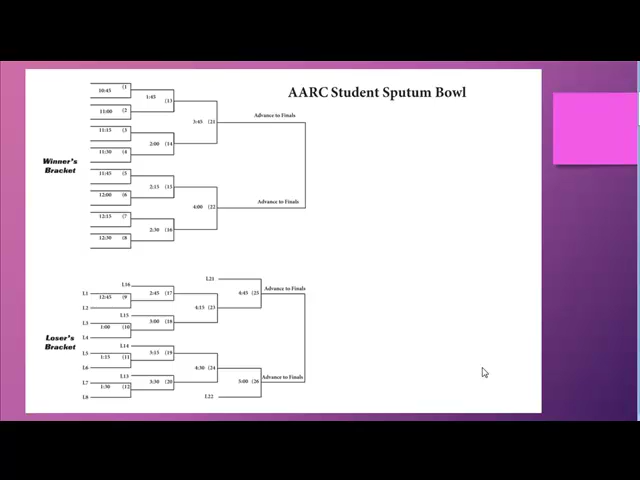 AARC Student Sputum Bowl
Winner's
Bracket
10:45 (1
11:00 (2
11:15 (3
11:30 (4
11:45 (5
12:00 (6
12:15 (7
12:30 (8
1:45 (13
2:00 (14
2:15 (15
2:30 (16
3:45 (21
4:00 (22
Advance to Finals
Advance to Finals
Loser's
Bracket
L1
12:45 (9
L2
L3
1:00 (10
L4
L5
1:15 (11
L6
L7
1:30 (12
L8
L16
2:45 (17
L15
3:00 (18
L14
3:15 (19
L13
3:30 (20
4:15 (23
4:30 (24
L21
4:45 (25
5:00 (26
L22
Advance to Finals
Advance to Finals